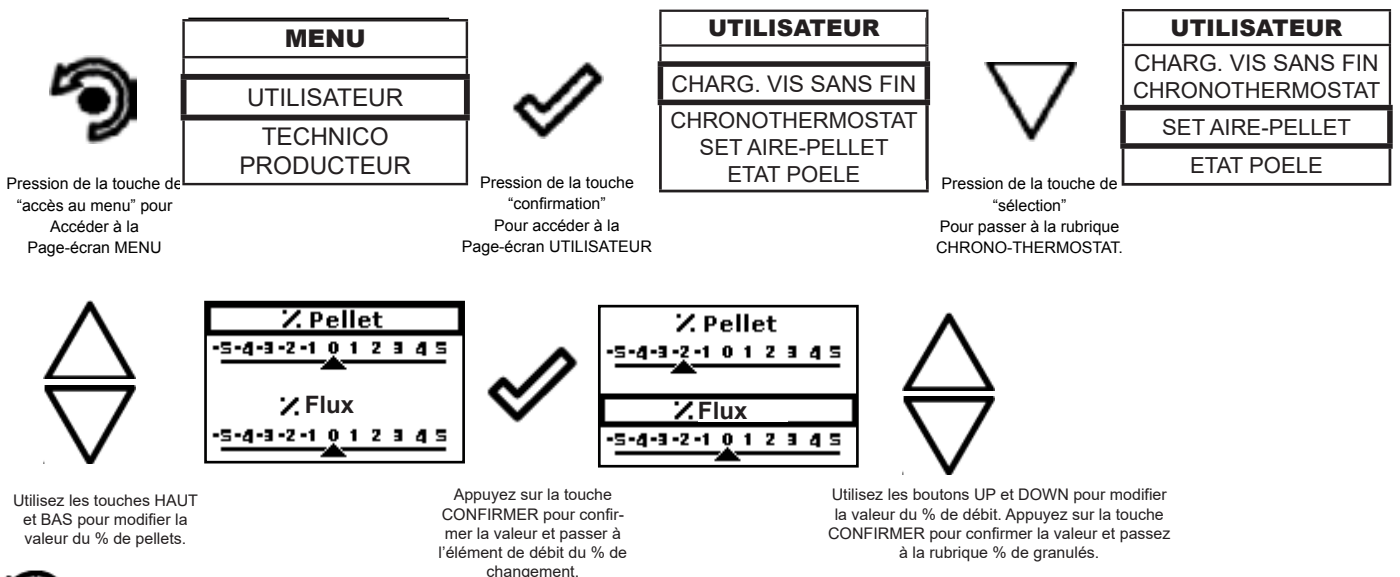 MENU
UTILISATEUR
TECHNICO
PRODUCTEUR
Pression de la touche de
“accès au menu” pour
Accéder à la
Page-écran MENU
UTILISATEUR
CHARG. VIS SANS FIN
CHRONOTHERMOSTAT
SET AIRE-PELLET
ETAT POELE
Pression de la touche
“confirmation”
Pour accéder à la
Page-écran UTILISATEUR
UTILISATEUR
CHARG. VIS SANS FIN
CHRONOTHERMOSTAT
SET AIRE-PELLET
ETAT POELE
Pression de la touche de
“sélection”
Pour passer à la rubrique
CHRONO-THERMOSTAT.
% Pellet
-5-4-3-2-1 0 1 2 3 4 5
% Flux
-5-4-3-2-1 0 1 2 3 4 5
Utilisez les touches HAUT
et BAS pour modifier la
valeur du % de pellets.
% Pellet
-5-4-3-2-1 0 1 2 3 4 5
% Flux
-5-4-3-2-1 0 1 2 3 4 5
Appuyez sur la touche
CONFIRMER pour confir-
mer la valeur et passer à
l’élément de débit du % de
changement.
Utilisez les boutons UP et DOWN pour modifier
la valeur du % de débit. Appuyez sur la touche
CONFIRMER pour confirmer la valeur et passez
à la rubrique % de granulés.